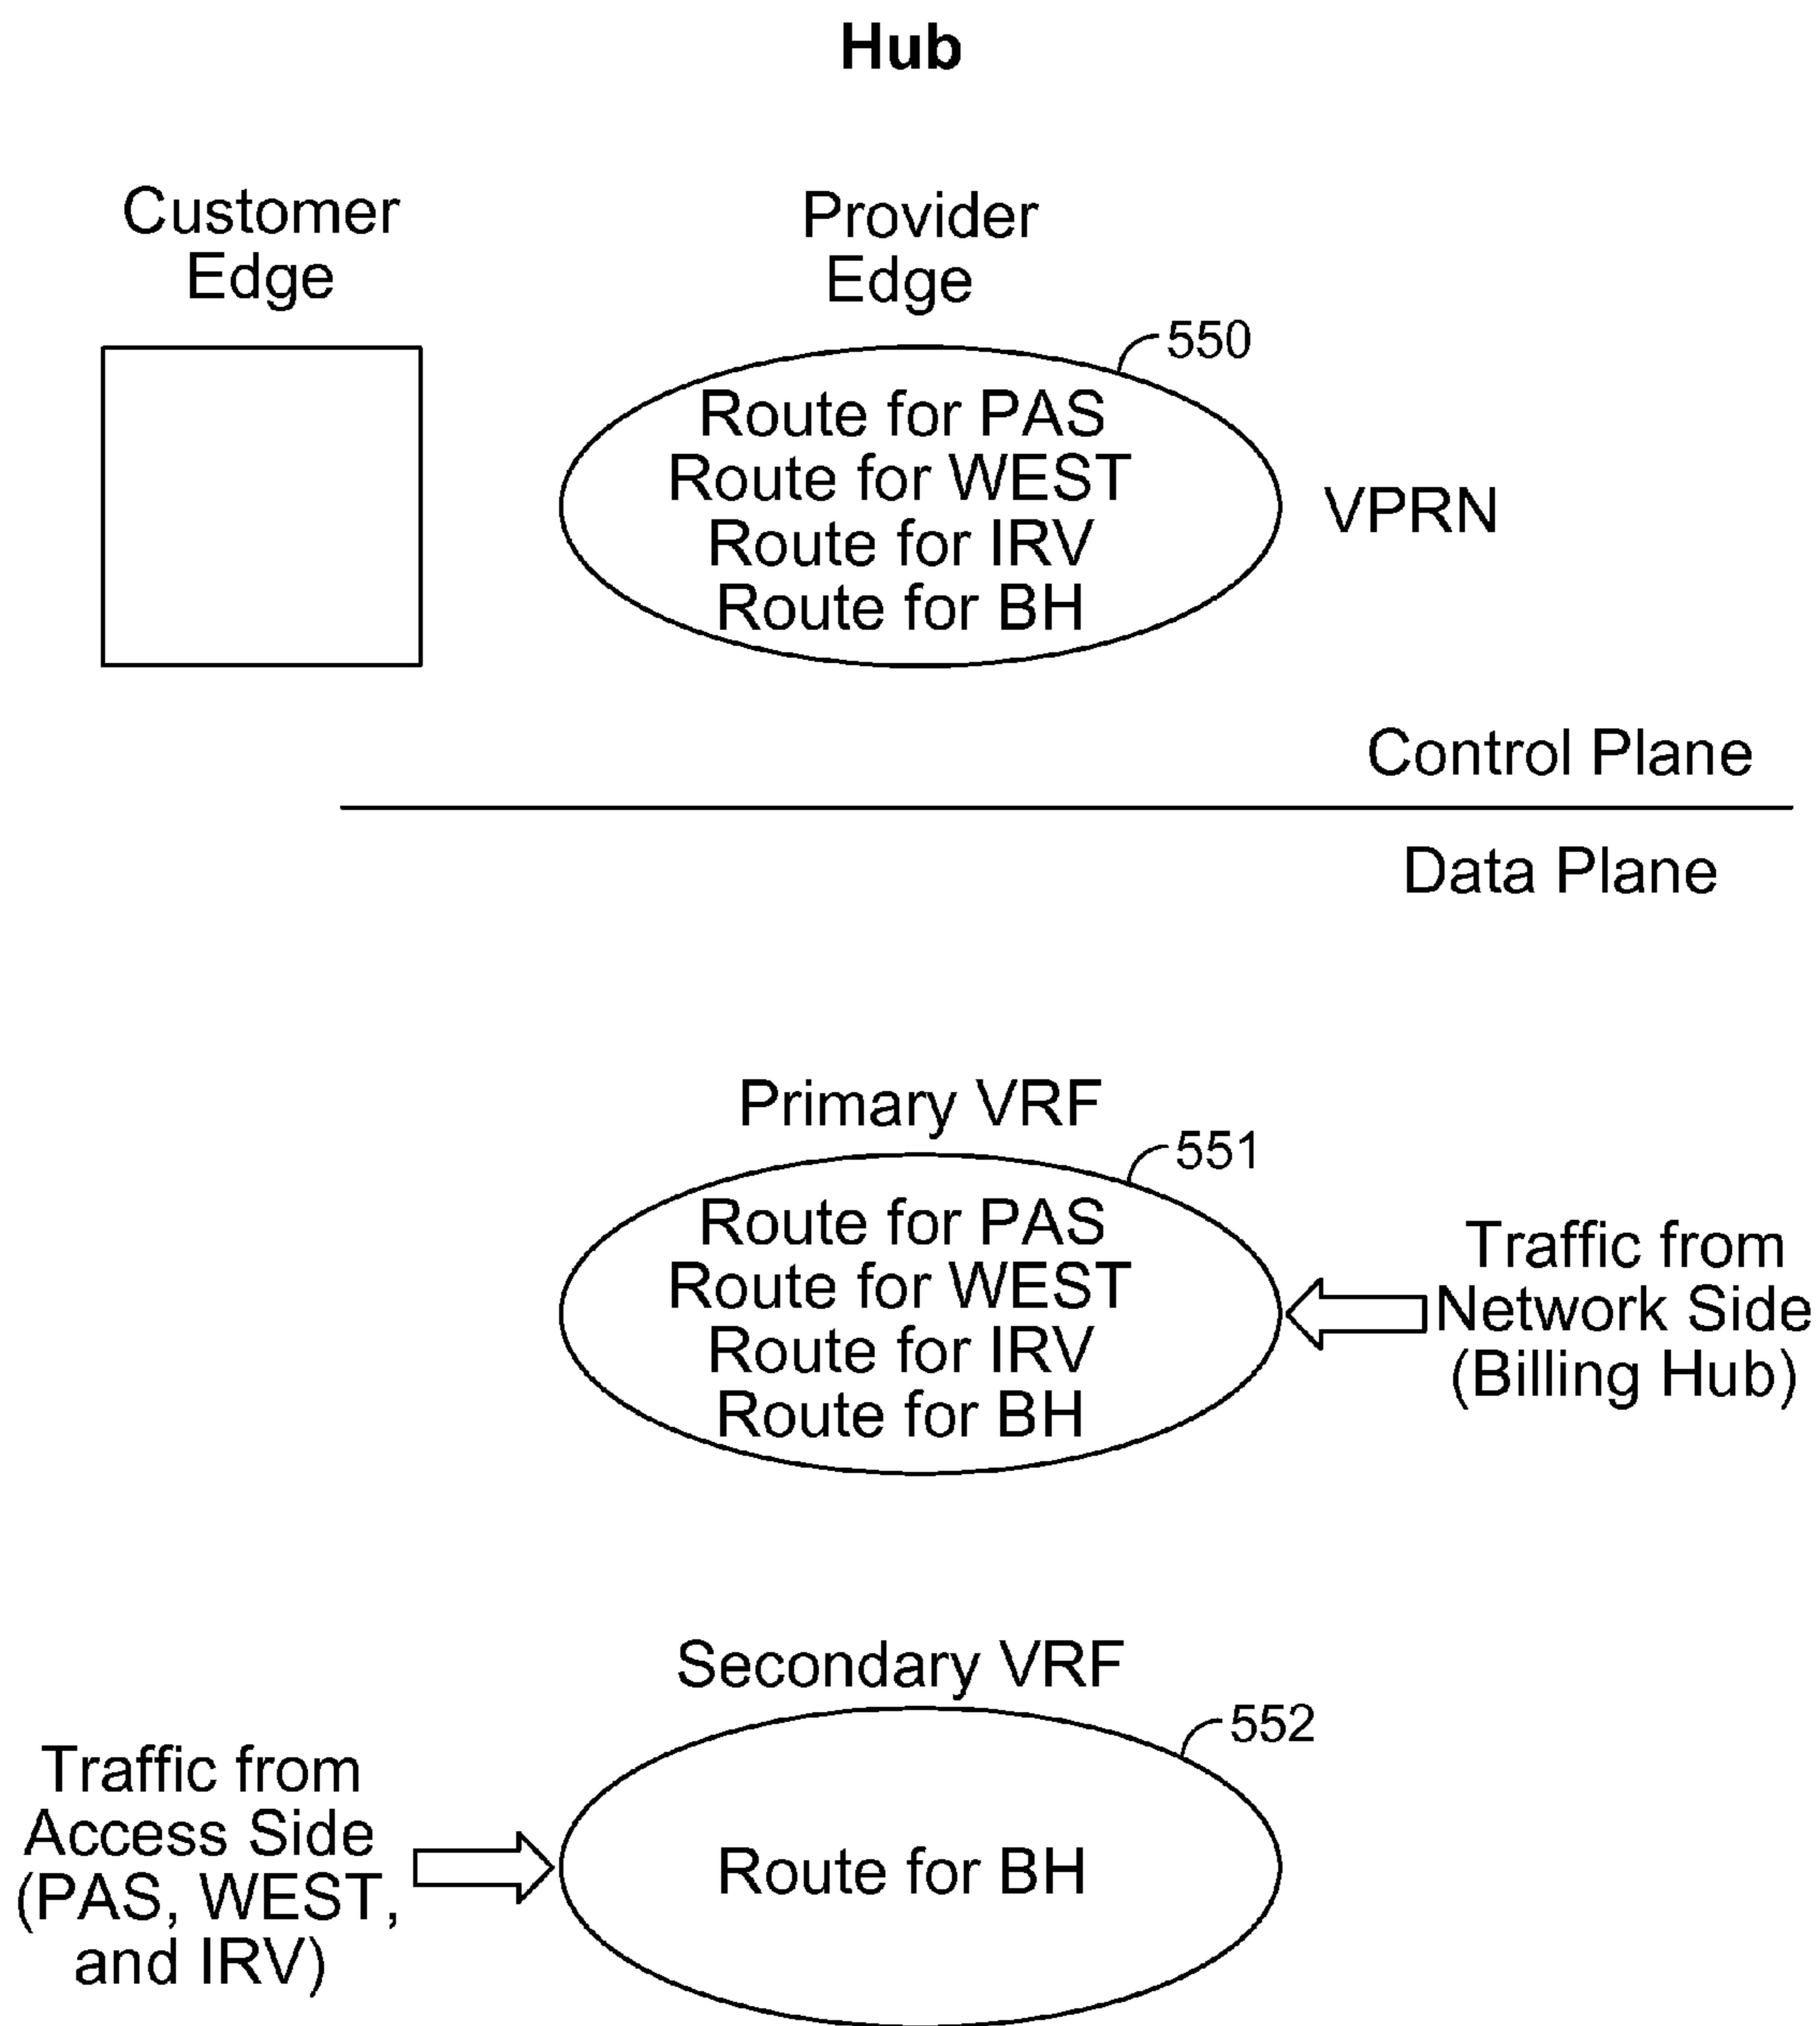 Hub
Customer
Edge
Provider
Edge
550
Route for PAS
Route for WEST
Route for IRV
Route for BH
VPRN
Control Plane
Data Plane
Primary VRF
551
Route for PAS
Route for WEST
Route for IRV
Route for BH
Traffic from
Network Side
(Billing Hub)
Secondary VRF
552
Traffic from
Access Side
(PAS, WEST,
and IRV)
Route for BH